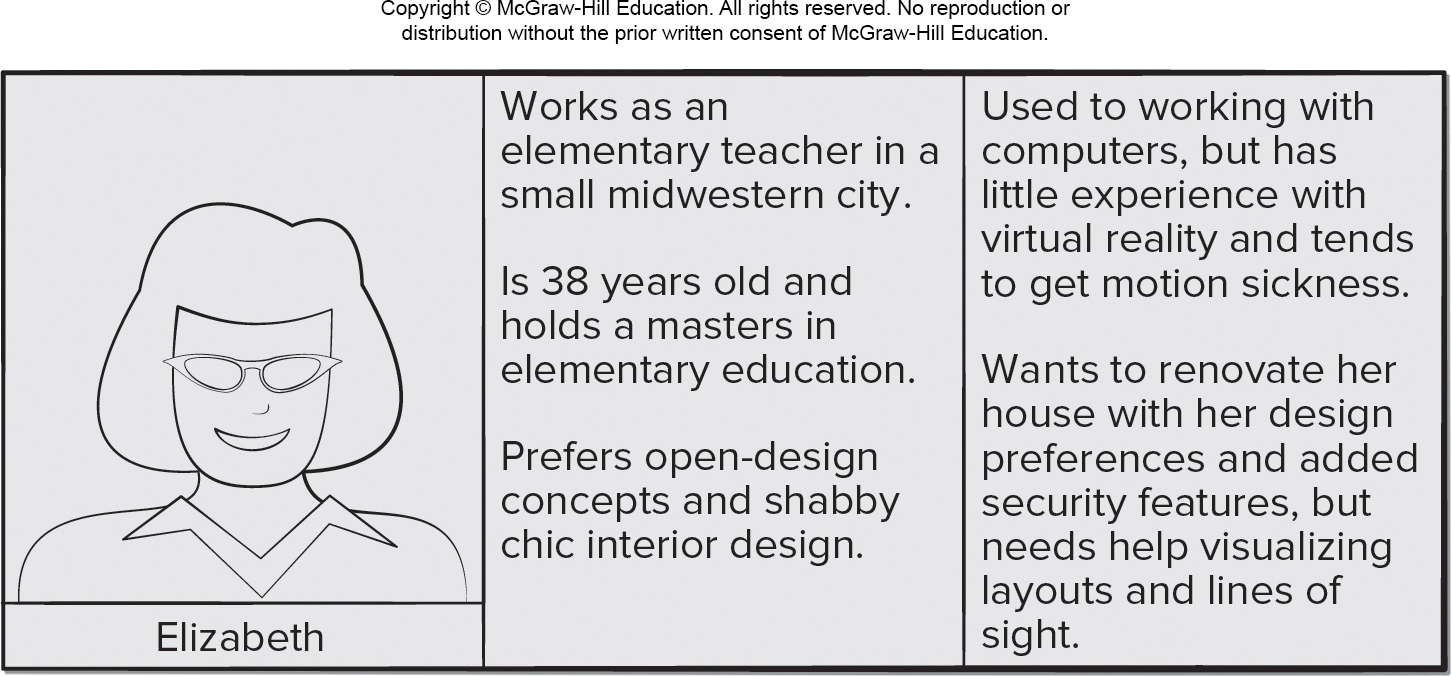 Copyright © McGraw-Hill Education. All rights reserved. No reproduction or
distribution without the prior written consent of McGraw-Hill Education.
Elizabeth
Works as an
elementary teacher in a
small midwestern city.
Is 38 years old and
holds a masters in
elementary education.
Prefers open-design
concepts and shabby
chic interior design.
Used to working with
computers, but has
little experience with
virtual reality and tends
to get motion sickness.
Wants to renovate her
house with her design
preferences and added
security features, but
needs help visualizing
layouts and lines of
sight.